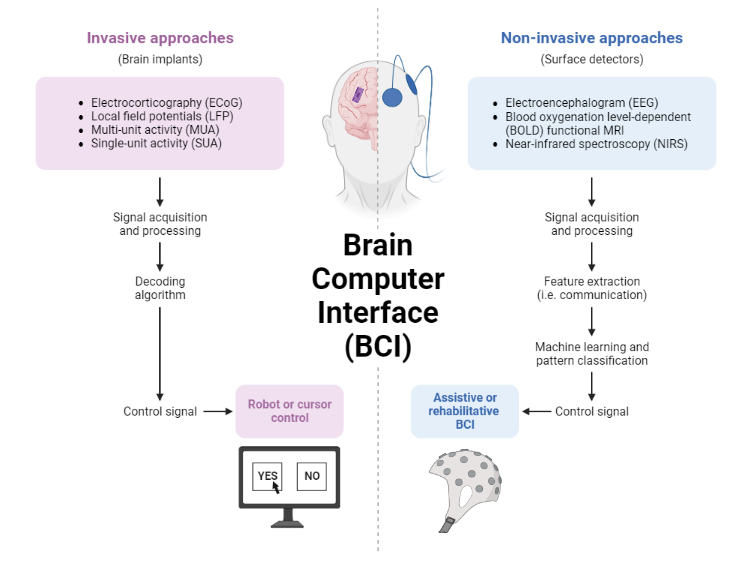 Invasive approaches
(Brain implants)
• Electrocorticography (ECoG)
• Local field potentials (LFP)
• Multi-unit activity (MUA)
• Single-unit activity (SUA)
Signal acquisition
and processing
Decoding
algorithm
Control signal
Robot or cursor
control
YES
NO
Brain
Computer
Interface
(BCI)
Non-invasive approaches
(Surface detectors)
• Electroencephalogram (EEG)
• Blood oxygenation level-dependent
(BOLD) functional MRI
• Near-infrared spectroscopy (NIRS)
Signal acquisition
and processing
Feature extraction
(i.e. communication)
Machine learning and
pattern classification
Control signal
Assistive or
rehabilitative
BCI